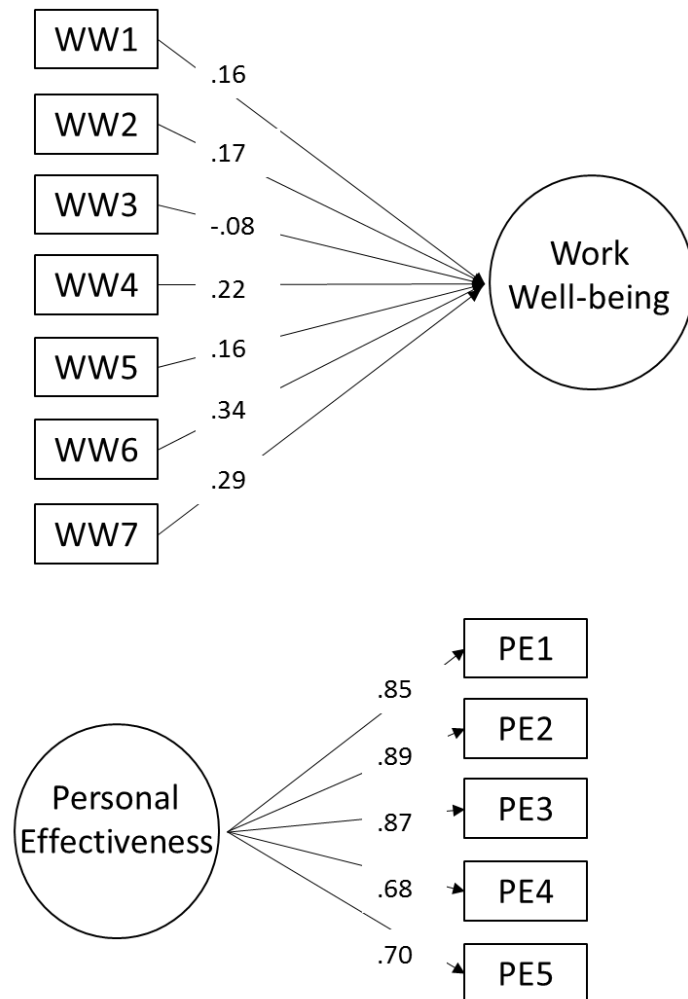 WW1
.16
WW2
.17
WW3
-.08
WW4
.22
WW5
.16
WW6
.34
WW7
.29
Work
Well-being
PE1
.85
PE2
.89
PE3
.87
PE4
.68
PE5
.70
Personal
Effectiveness